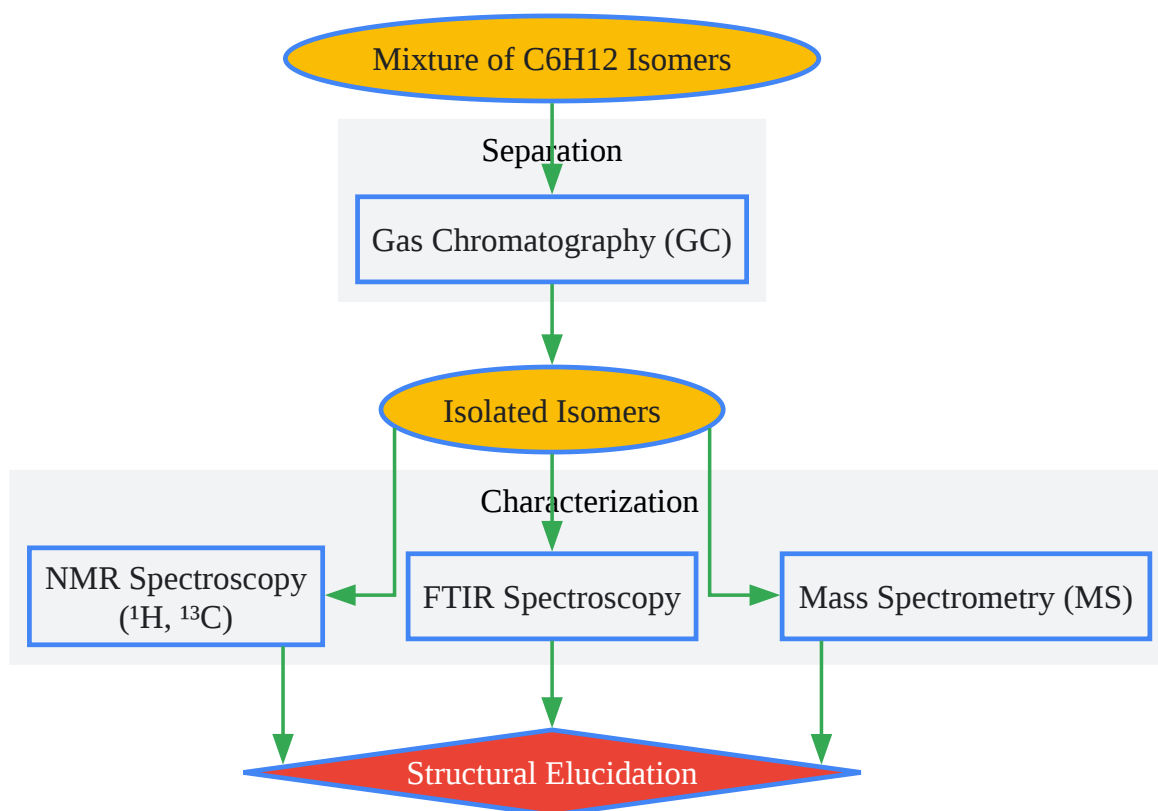 Mixture of C6H12 Isomers
Separation
Gas Chromatography (GC)
Isolated Isomers
Characterization
NMR Spectroscopy
(¹H, ¹³C)
FTIR Spectroscopy
Mass Spectrometry (MS)
Structural Elucidation